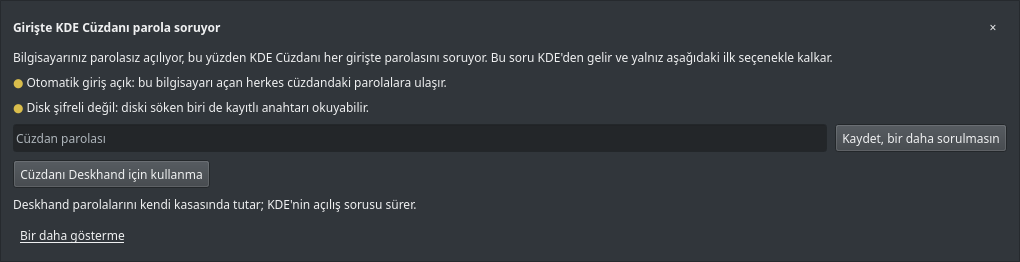 Girişte KDE Cüzdanı parola soruyor
×
Bilgisayarınız parolasız açılıyor, bu yüzden KDE Cüzdanı her girişte parolasını soruyor. Bu soru KDE'den gelir ve yalnız aşağıdaki ilk seçenekle kalkar.
Otomatik giriş açık: bu bilgisayarı açan herkes cüzdandaki parolalara ulaşır.
Disk şifreli değil: diski söken biri de kayıtlı anahtarı okuyabilir.
Cüzdan parolası
Kaydet, bir daha sorulmasın
Cüzdanı Deskhand için kullanma
Deskhand parolalarını kendi kasasında tutar; KDE'nin açılış sorusu sürer.
Bir daha gösterme